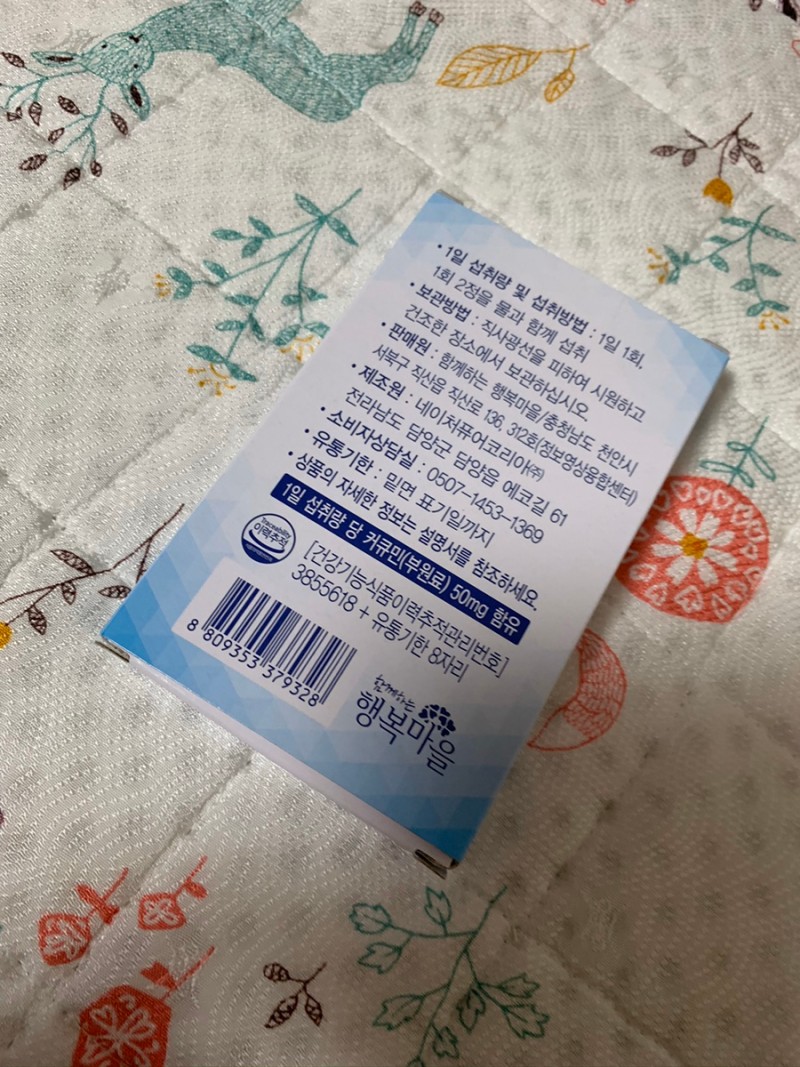 • 1일 섭취량 및 섭취방법 : 1일 1회,
1회 2정을 물과 함께 섭취
• 보관방법 : 직사광선을 피하여 시원하고
건조한 장소에서 보관하십시오
• 판매원 : 함께하는 행복마을/충청남도 천안시
서북구 직산읍 직산로 136, 312호(정보영상융합센터)
• 제조원 : 네이처퓨어코리아㈜
전라남도 담양군 담양읍 에코길 61
• 소비자상담실 : 0507-1453-1369
• 유통기한 : 밑면 표기일까지
• 상품의 자세한 정보는 설명서를 참조하세요.
1일 섭취량 당 커큐민(부원료) 50mg 함유
Traceability
이력추적
[건강기능식품이력추적관리번호]
3855618 + 유통기한 8자리
8 809353 379328
함께하는
행복마을